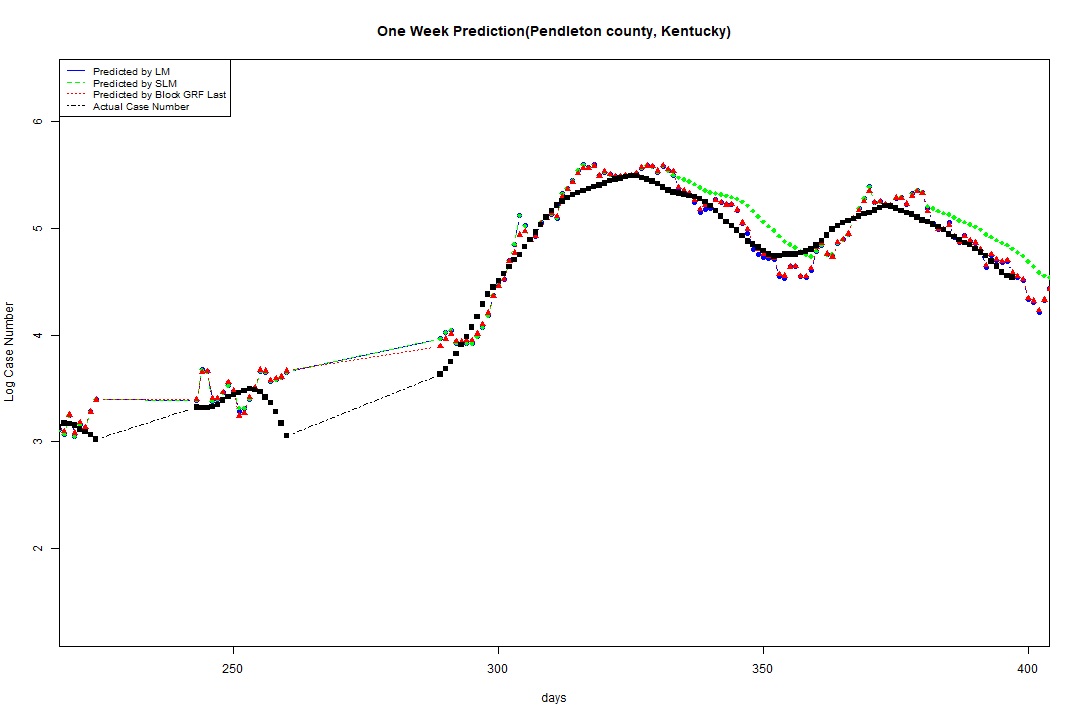 One Week Prediction(Pendleton county, Kentucky)
Predicted by LM
Predicted by SLM
Predicted by Block GRF Last
Actual Case Number
Log Case Number
6
5
4
3
2
250 300 350 400
days